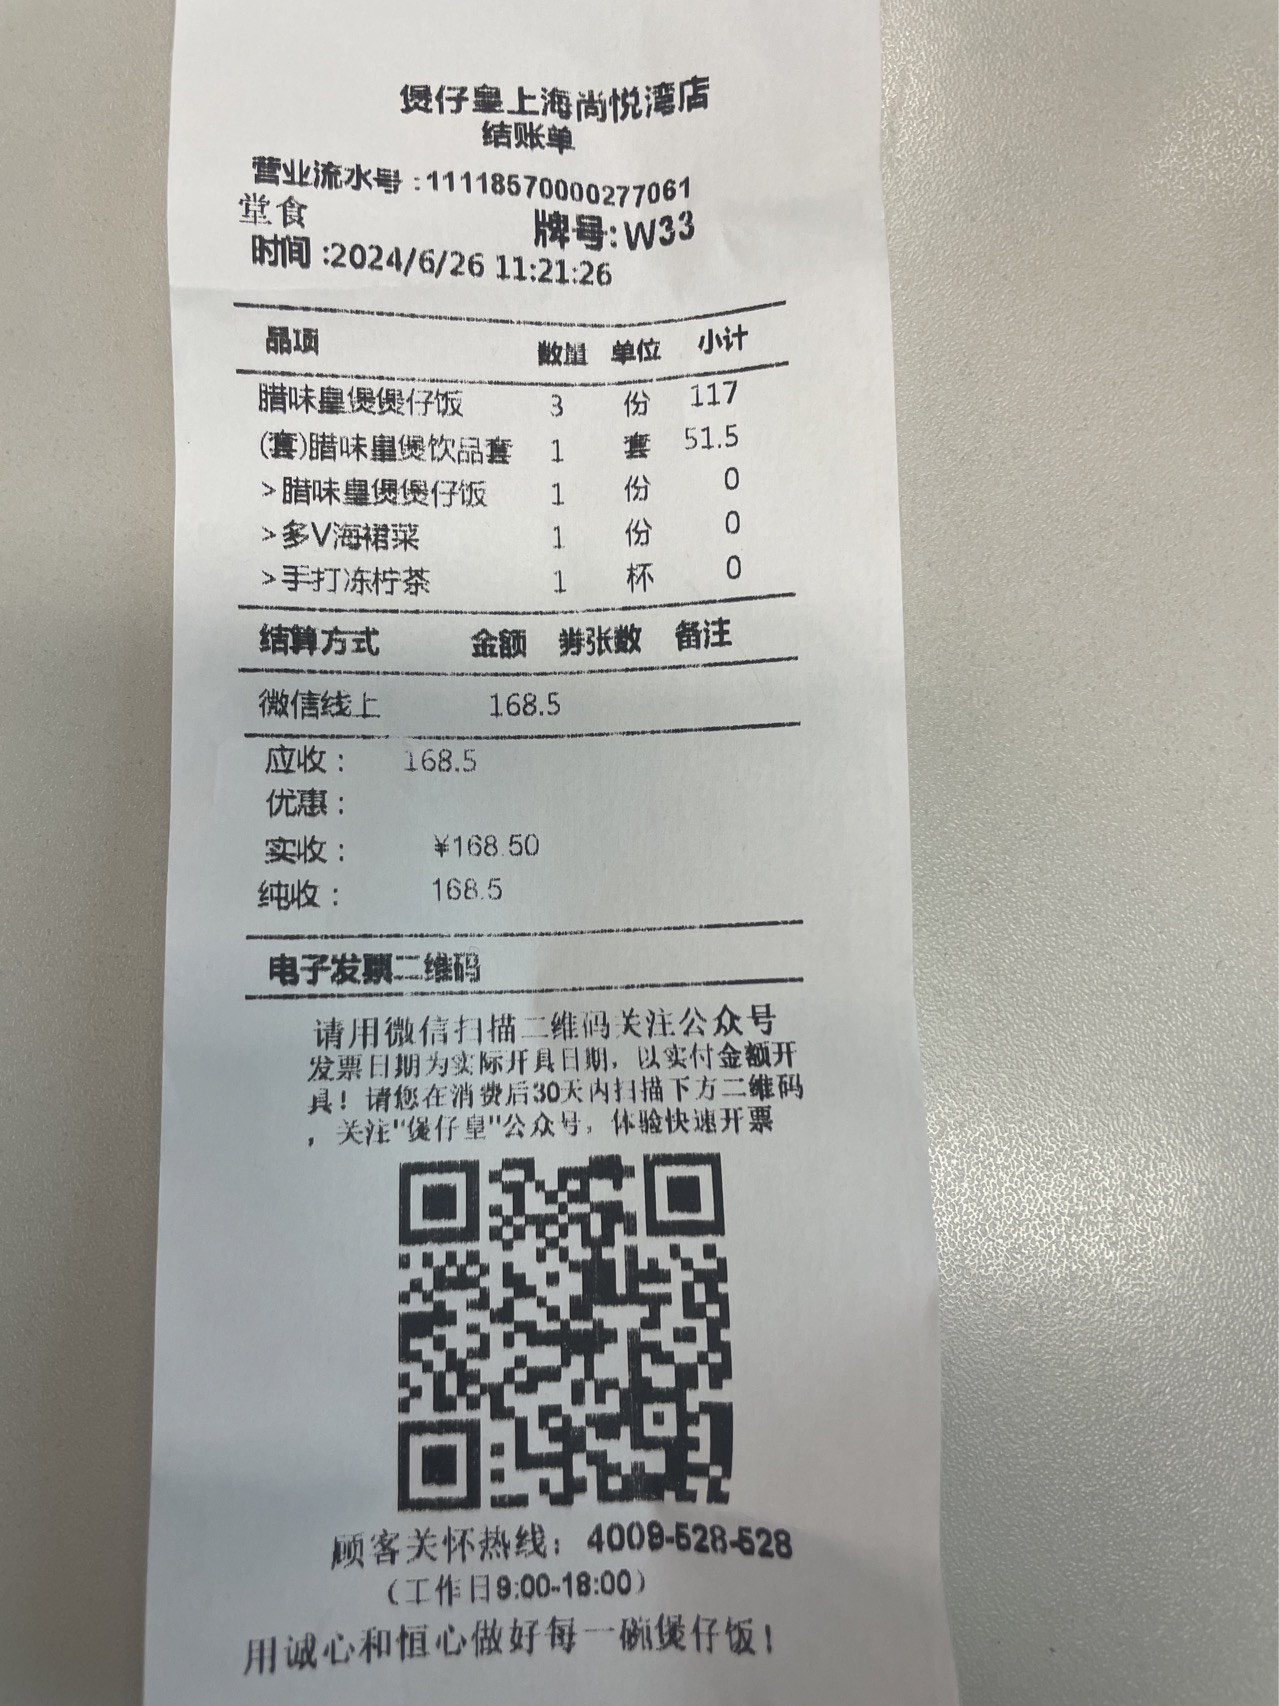 煲仔皇上海尚悦湾店
结账单
营业流水号:11118570000277061
堂食 牌号:W33
时间:2024/6/26 11:21:26
品项 数量 单位 小计
腊味皇煲煲仔饭 3 份 117
(套)腊味皇煲饮品套 1 套 51.5
>腊味皇煲煲仔饭 1 份 0
>多V海裙菜 1 份 0
>手打冻柠茶 1 杯 0
结算方式 金额 券张数 备注
微信线上 168.5
应收: 168.5
优惠:
实收: ¥168.50
纯收: 168.5
电子发票二维码
请用微信扫描二维码关注公众号
发票日期为实际开具日期，以实付金额开
具！请您在消费后30天内扫描下方二维码
，关注"煲仔皇"公众号，体验快速开票
顾客关怀热线：4009-528-528
（工作日9:00-18:00）
用诚心和恒心做好每一碗煲仔饭！